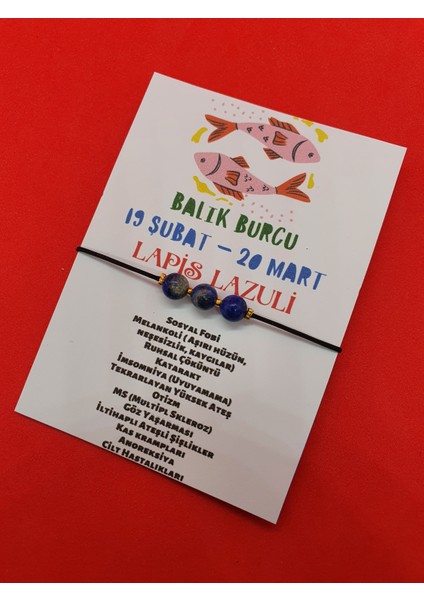 BALIK BURCU
19 ŞUBAT – 20 MART
LAPİS LAZULİ
Sosyal Fobi
Melankoli ( Aşırı hüzün,
neşesizlik, kaygılar)
Ruhsal Çöküntü
Katarakt
İmsomniya (Uyuyamama)
Tekrarlayan Yüksek Ateş
Otizm
MS (Multipl Skleroz)
Göz Yaşarması
İltihaplı Ateşli Şişlikler
Kas krampları
Anoreksiya
Cilt Hastalıkları